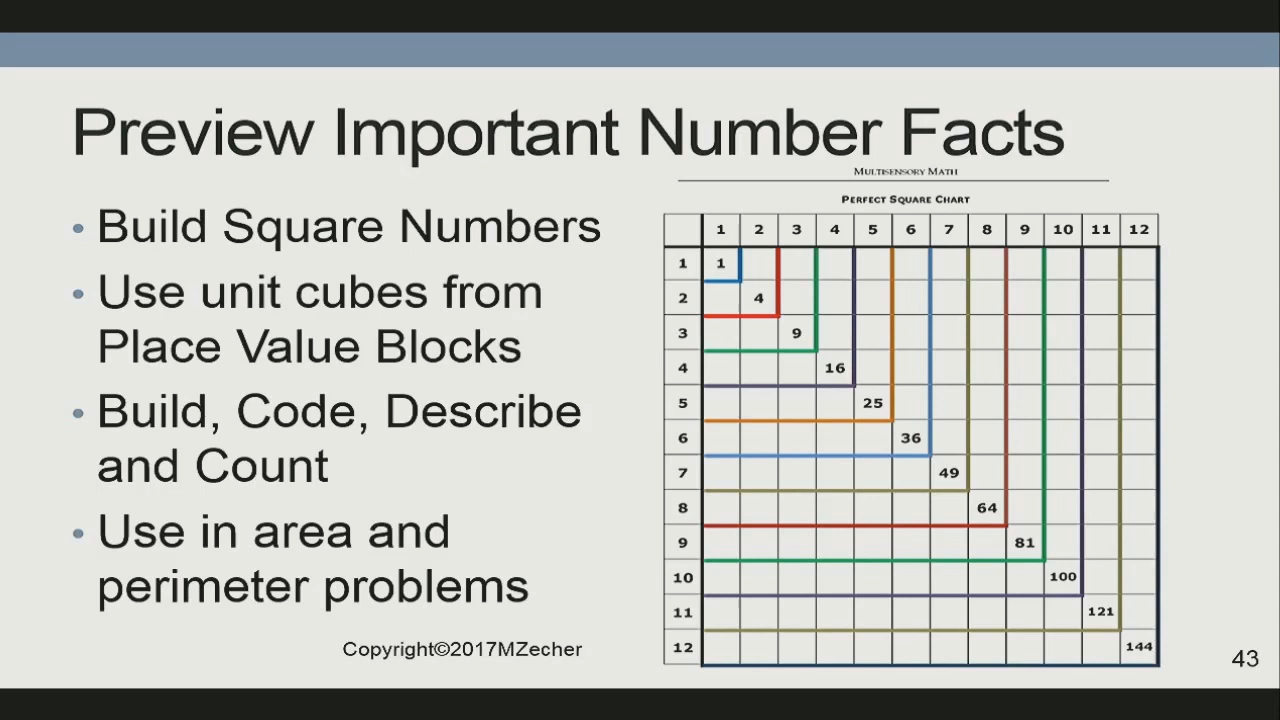 Preview Important Number Facts
• Build Square Numbers
• Use unit cubes from
Place Value Blocks
• Build, Code, Describe
and Count
• Use in area and
perimeter problems
Copyright©2017MZecher
MULTISENSORY MATH
PERFECT SQUARE CHART
1 2 3 4 5 6 7 8 9 10 11 12
1 1
2 4
3 9
4 16
5 25
6 36
7 49
8 64
9 81
10 100
11 121
12 144
43